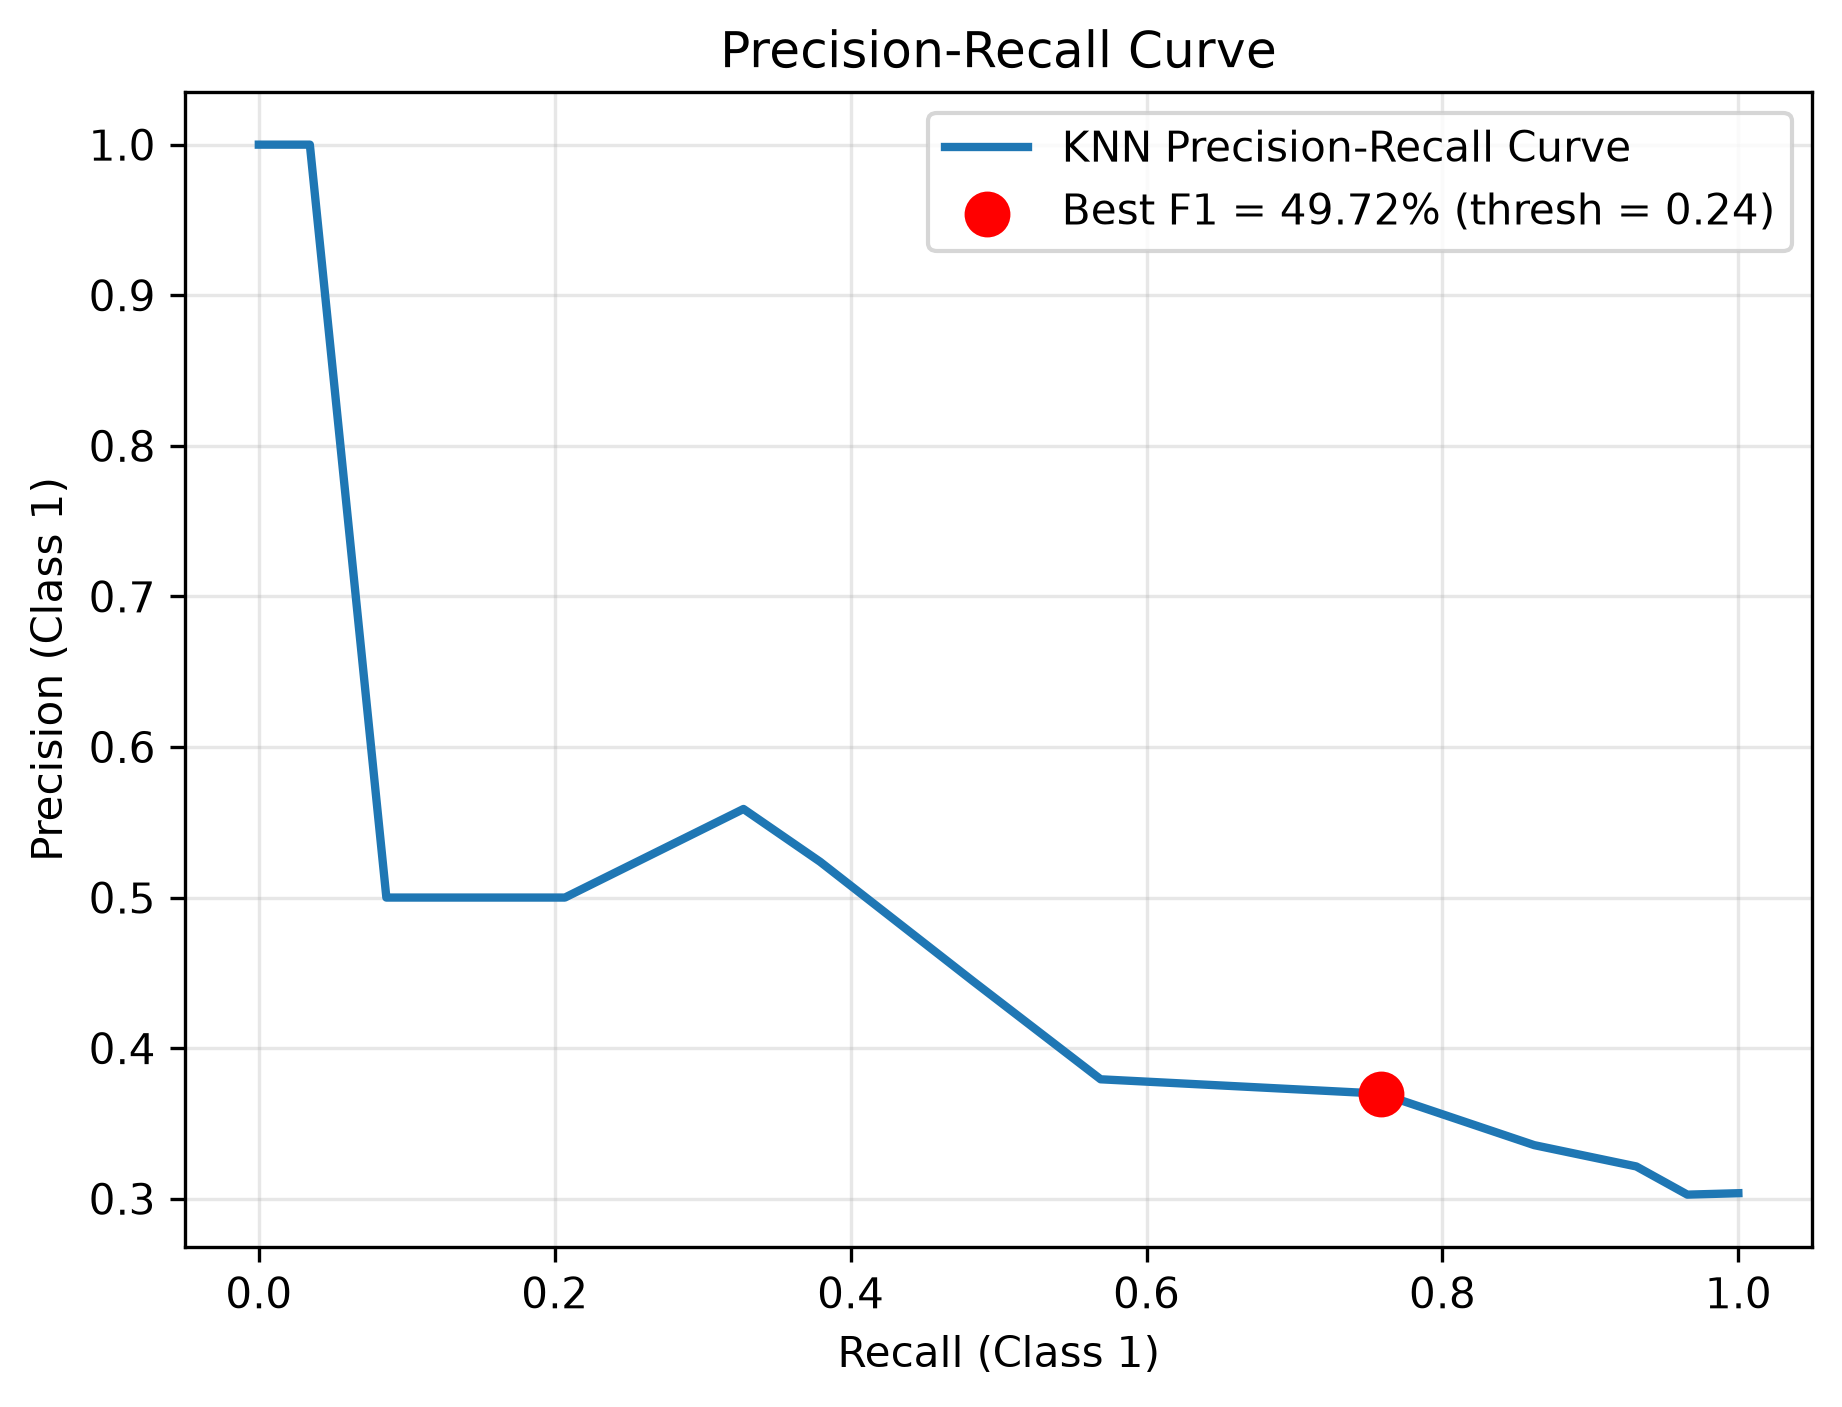 Precision-Recall Curve
KNN Precision-Recall Curve
Best F1 = 49.72% (thresh = 0.24)
Precision (Class 1)
1.0
0.9
0.8
0.7
0.6
0.5
0.4
0.3
0.0 0.2 0.4 0.6 0.8 1.0
Recall (Class 1)